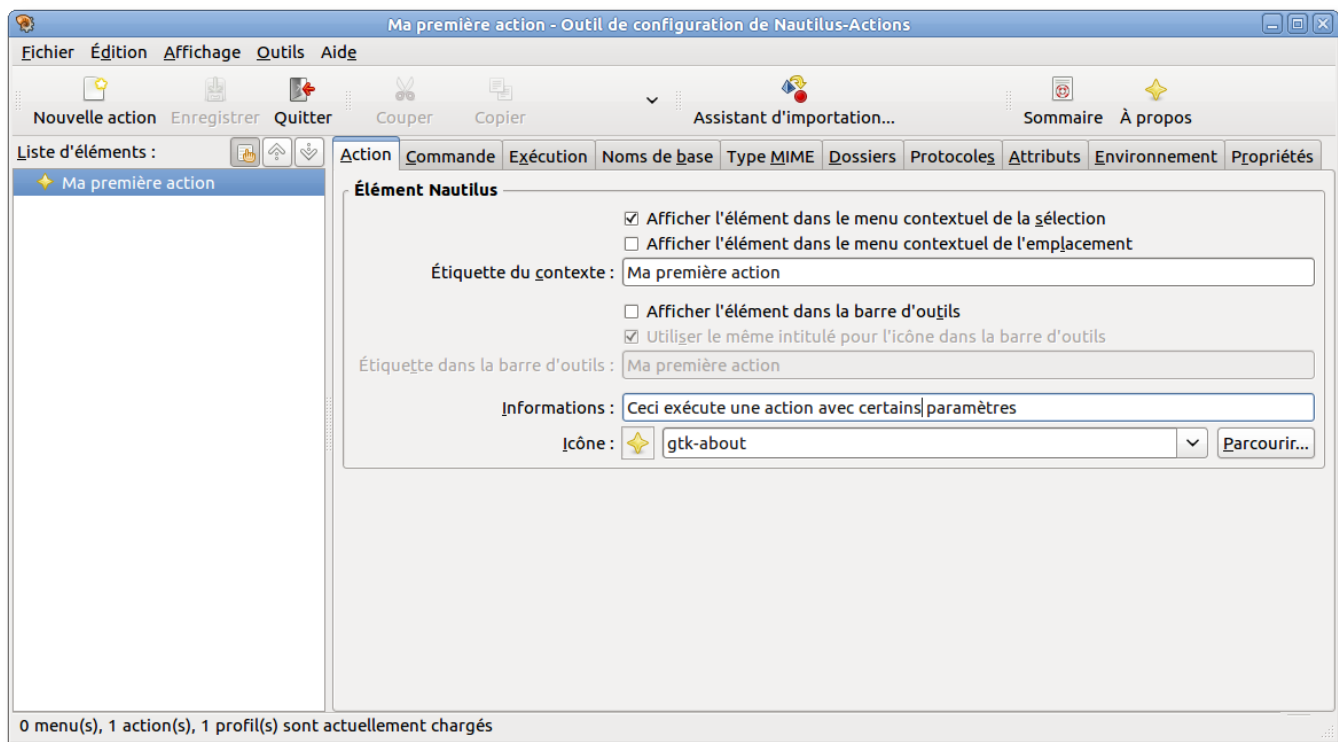 Ma première action - Outil de configuration de Nautilus-Actions
Fichier Édition Affichage Outils Aide
Nouvelle action Enregistrer Quitter Couper Copier Assistant d'importation... Sommaire À propos
Liste d'éléments :
Action Commande Exécution Noms de base Type MIME Dossiers Protocoles Attributs Environnement Propriétés
Ma première action
Élément Nautilus
Afficher l'élément dans le menu contextuel de la sélection
Afficher l'élément dans le menu contextuel de l'emplacement
Étiquette du contexte : Ma première action
Afficher l'élément dans la barre d'outils
Utiliser le même intitulé pour l'icône dans la barre d'outils
Étiquette dans la barre d'outils : Ma première action
Informations : Ceci exécute une action avec certains paramètres
Icône : gtk-about Parcourir...
0 menu(s), 1 action(s), 1 profil(s) sont actuellement chargés